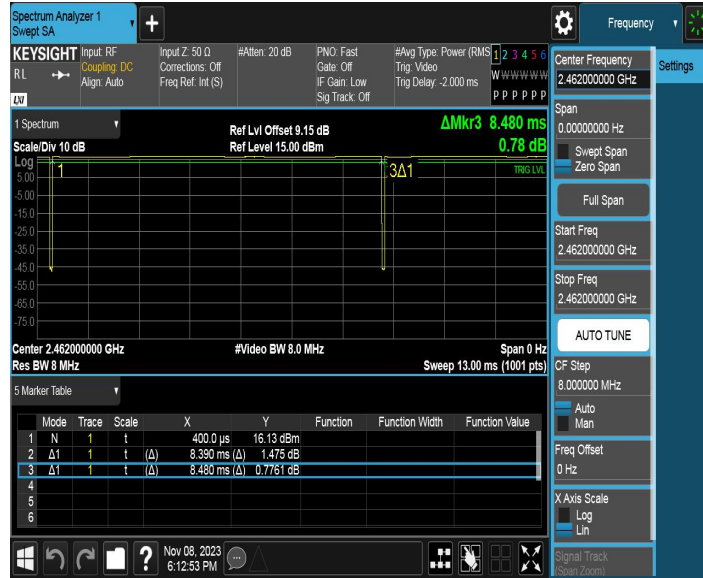 Spectrum Analyzer 1
Swept SA
+
Frequency
KEYSIGHT Input: RF Input Z: 50 Ω #Atten: 20 dB PNO: Fast #Avg Type: Power (RMS 1 2 3 4 5 6
RL Coupling: DC Corrections: Off Gate: Off Trig: Video W W W W W W
Align: Auto Freq Ref: Int (S) IF Gain: Low Trig Delay: -2.000 ms
Sig Track: Off P P P P P P
LXI
1 Spectrum
Ref Lvl Offset 9.15 dB ΔMkr3 8.480 ms
Scale/Div 10 dB Ref Level 15.00 dBm 0.78 dB
Log
1 3Δ1 TRIG LVL
5.00
-5.00
-15.0
-25.0
-35.0
-45.0
-55.0
-65.0
-75.0
Center 2.462000000 GHz #Video BW 8.0 MHz Span 0 Hz
Res BW 8 MHz Sweep 13.00 ms (1001 pts)
5 Marker Table
Mode Trace Scale X Y Function Function Width Function Value
1 N 1 t 400.0 µs 16.13 dBm
2 Δ1 1 t (Δ) 8.390 ms (Δ) 1.475 dB
3 Δ1 1 t (Δ) 8.480 ms (Δ) 0.7761 dB
4
5
6
? Nov 08, 2023
6:12:53 PM
Center Frequency
2.462000000 GHz
Settings
Span
0.00000000 Hz
Swept Span
Zero Span
Full Span
Start Freq
2.462000000 GHz
Stop Freq
2.462000000 GHz
AUTO TUNE
CF Step
8.000000 MHz
Auto
Man
Freq Offset
0 Hz
X Axis Scale
Log
Lin
Signal Track
(Span Zoom)